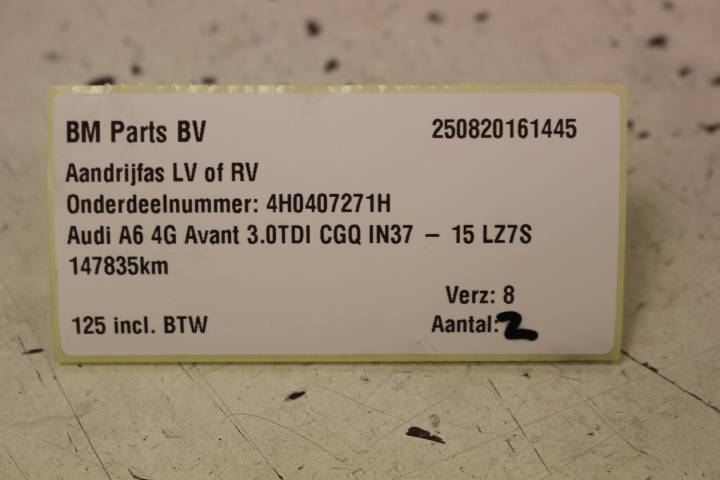 BM Parts BV 250820161445
Aandrijfas LV of RV
Onderdeelnummer: 4H0407271H
Audi A6 4G Avant 3.0TDI CGQ IN37 – 15 LZ7S
147835km
Verz: 8
125 incl. BTW Aantal: 2